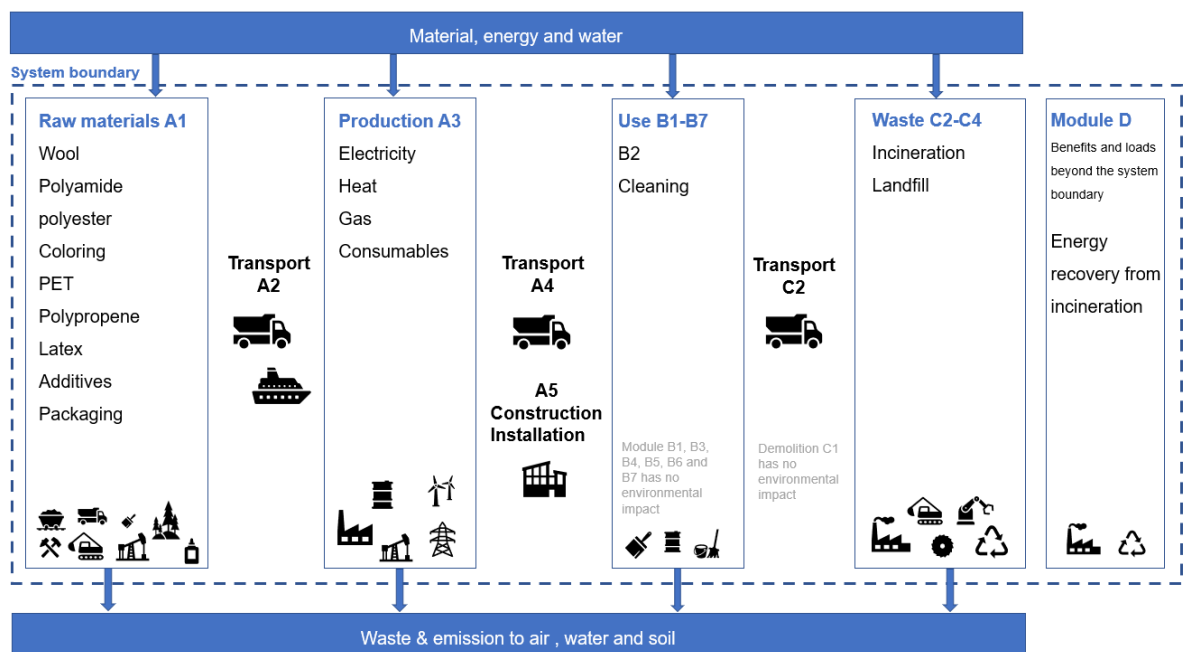 Material, energy and water
System boundary
Raw materials A1
Wool
Polyamide
polyester
Coloring
PET
Polypropene
Latex
Additives
Packaging
Transport
A2
Production A3
Electricity
Heat
Gas
Consumables
Transport
A4
A5
Construction
Installation
Use B1-B7
B2
Cleaning
Module B1, B3,
B4, B5, B6 and
B7 has no
environmental
impact
Transport
C2
Demolition C1
has no
environmental
impact
Waste C2-C4
Incineration
Landfill
Module D
Benefits and loads
beyond the system
boundary
Energy
recovery from
incineration
Waste & emission to air , water and soil